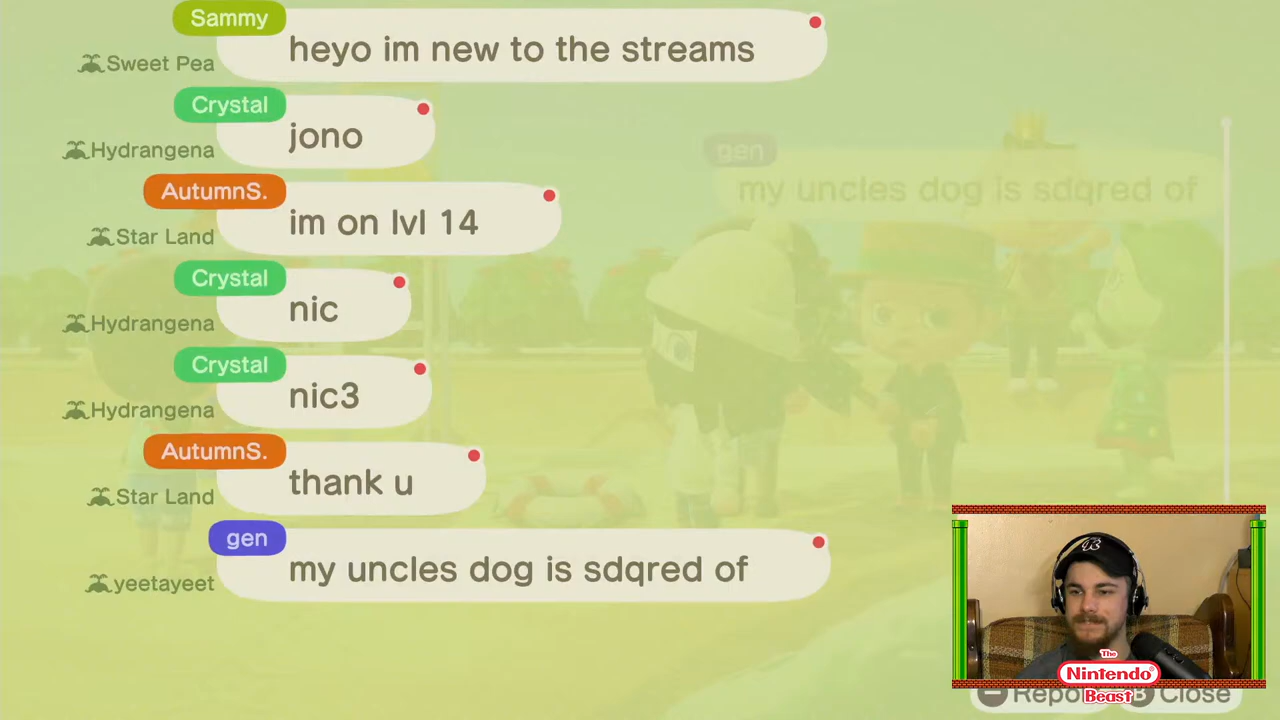 Sammy
heyo im new to the streams
Sweet Pea
Crystal
jono
Hydrangena
gen
my uncles dog is sdqred of
AutumnS.
im on lvl 14
Star Land
Crystal
nic
Hydrangena
Crystal
nic3
Hydrangena
AutumnS.
thank u
Star Land
gen
my uncles dog is sdqred of
yeetayeet
The
Nintendo
Beast
B Close